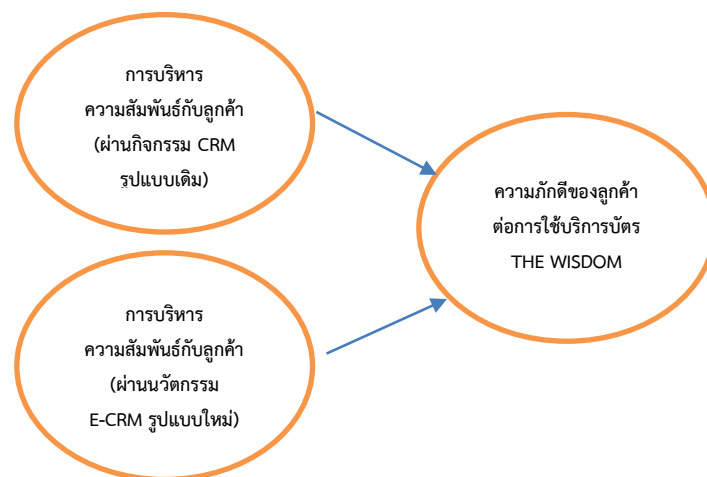 การบริหาร
ความสัมพันธ์กับลูกค้า
(ผ่านกิจกรรม CRM
รูปแบบเดิม)
ความภักดีของลูกค้า
ต่อการใช้บริการบัตร
THE WISDOM
การบริหาร
ความสัมพันธ์กับลูกค้า
(ผ่านนวัตกรรม
E-CRM รูปแบบใหม่)